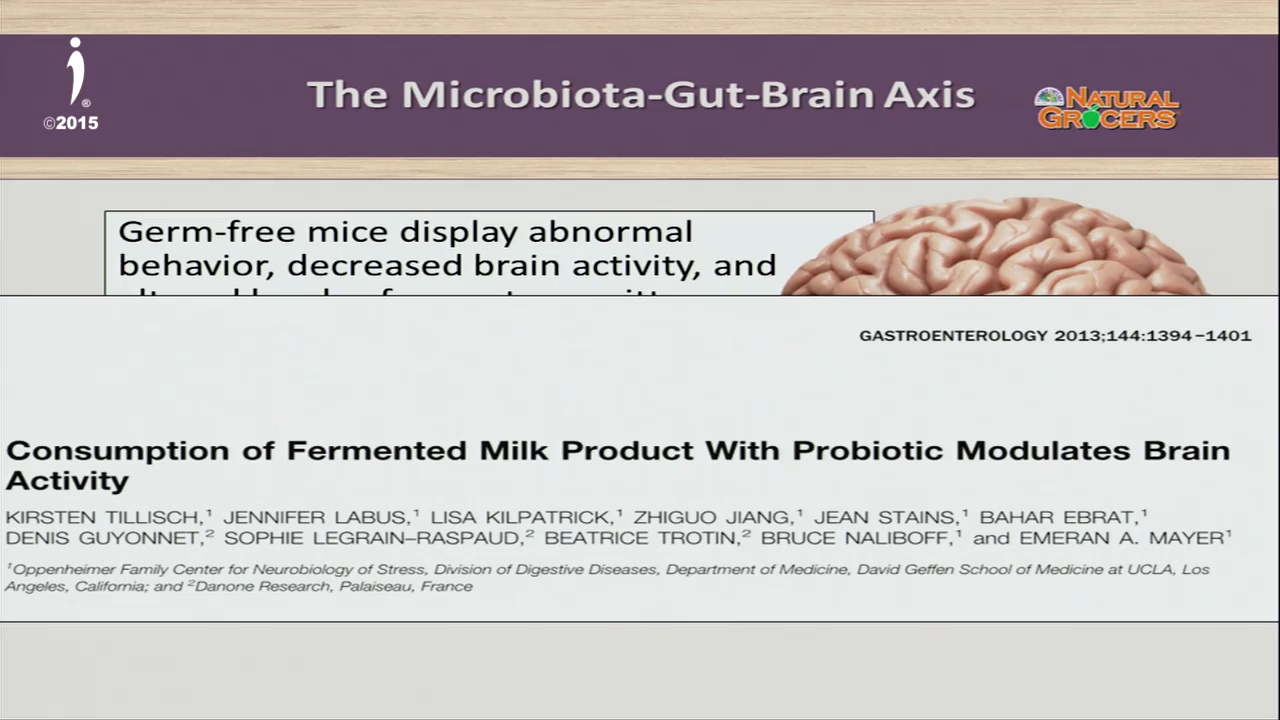 The Microbiota-Gut-Brain Axis
NATURAL
GROCERS
®
©2015
Germ-free mice display abnormal
behavior, decreased brain activity, and
GASTROENTEROLOGY 2013;144:1394–1401
Consumption of Fermented Milk Product With Probiotic Modulates Brain
Activity
KIRSTEN TILLISCH,¹ JENNIFER LABUS,¹ LISA KILPATRICK,¹ ZHIGUO JIANG,¹ JEAN STAINS,¹ BAHAR EBRAT,¹
DENIS GUYONNET,² SOPHIE LEGRAIN–RASPAUD,² BEATRICE TROTIN,² BRUCE NALIBOFF,¹ and EMERAN A. MAYER¹
¹Oppenheimer Family Center for Neurobiology of Stress, Division of Digestive Diseases, Department of Medicine, David Geffen School of Medicine at UCLA, Los
Angeles, California; and ²Danone Research, Palaiseau, France